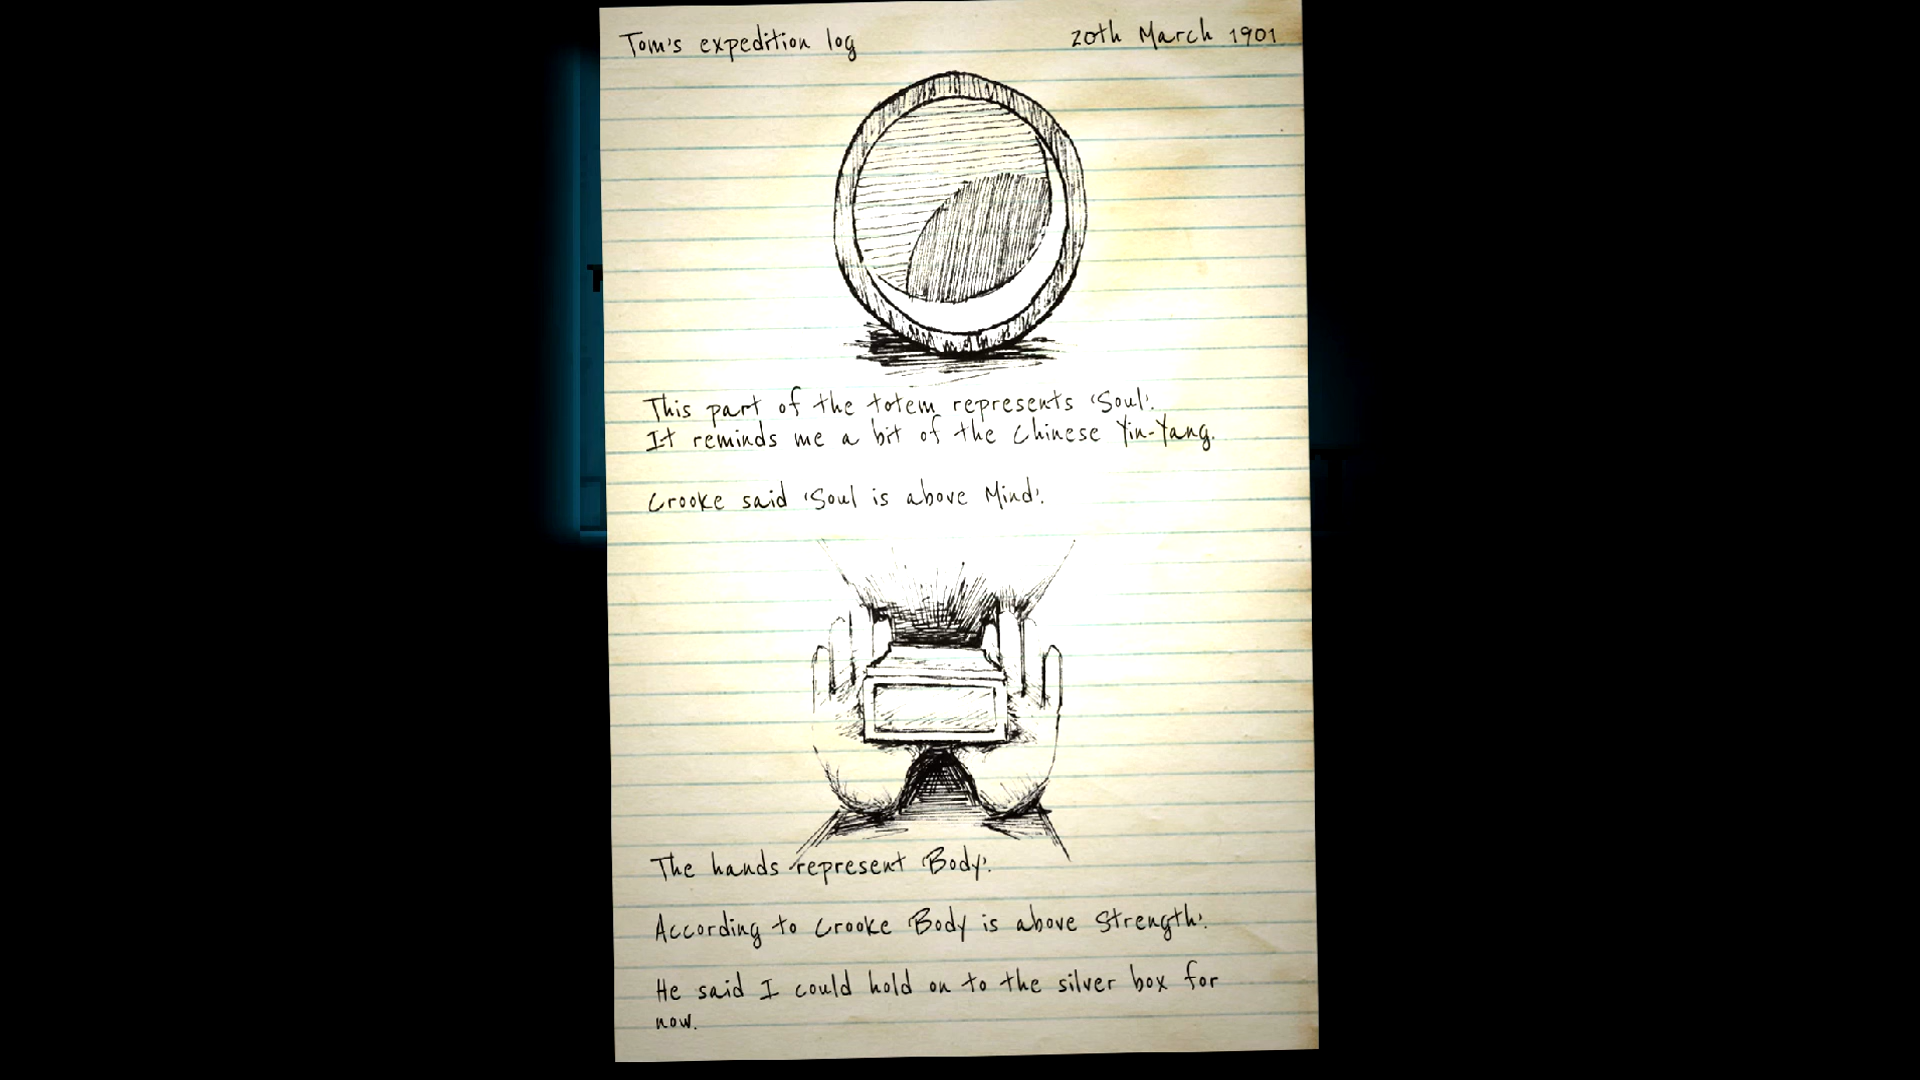 Tom's expedition log
20th March 1901
This part of the totem represents 'Soul'.
It reminds me a bit of the Chinese Yin-Yang.
Crooke said 'Soul is above Mind'.
The hands represent 'Body'.
According to Crooke 'Body is above Strength'.
He said I could hold on to the silver box for
now.